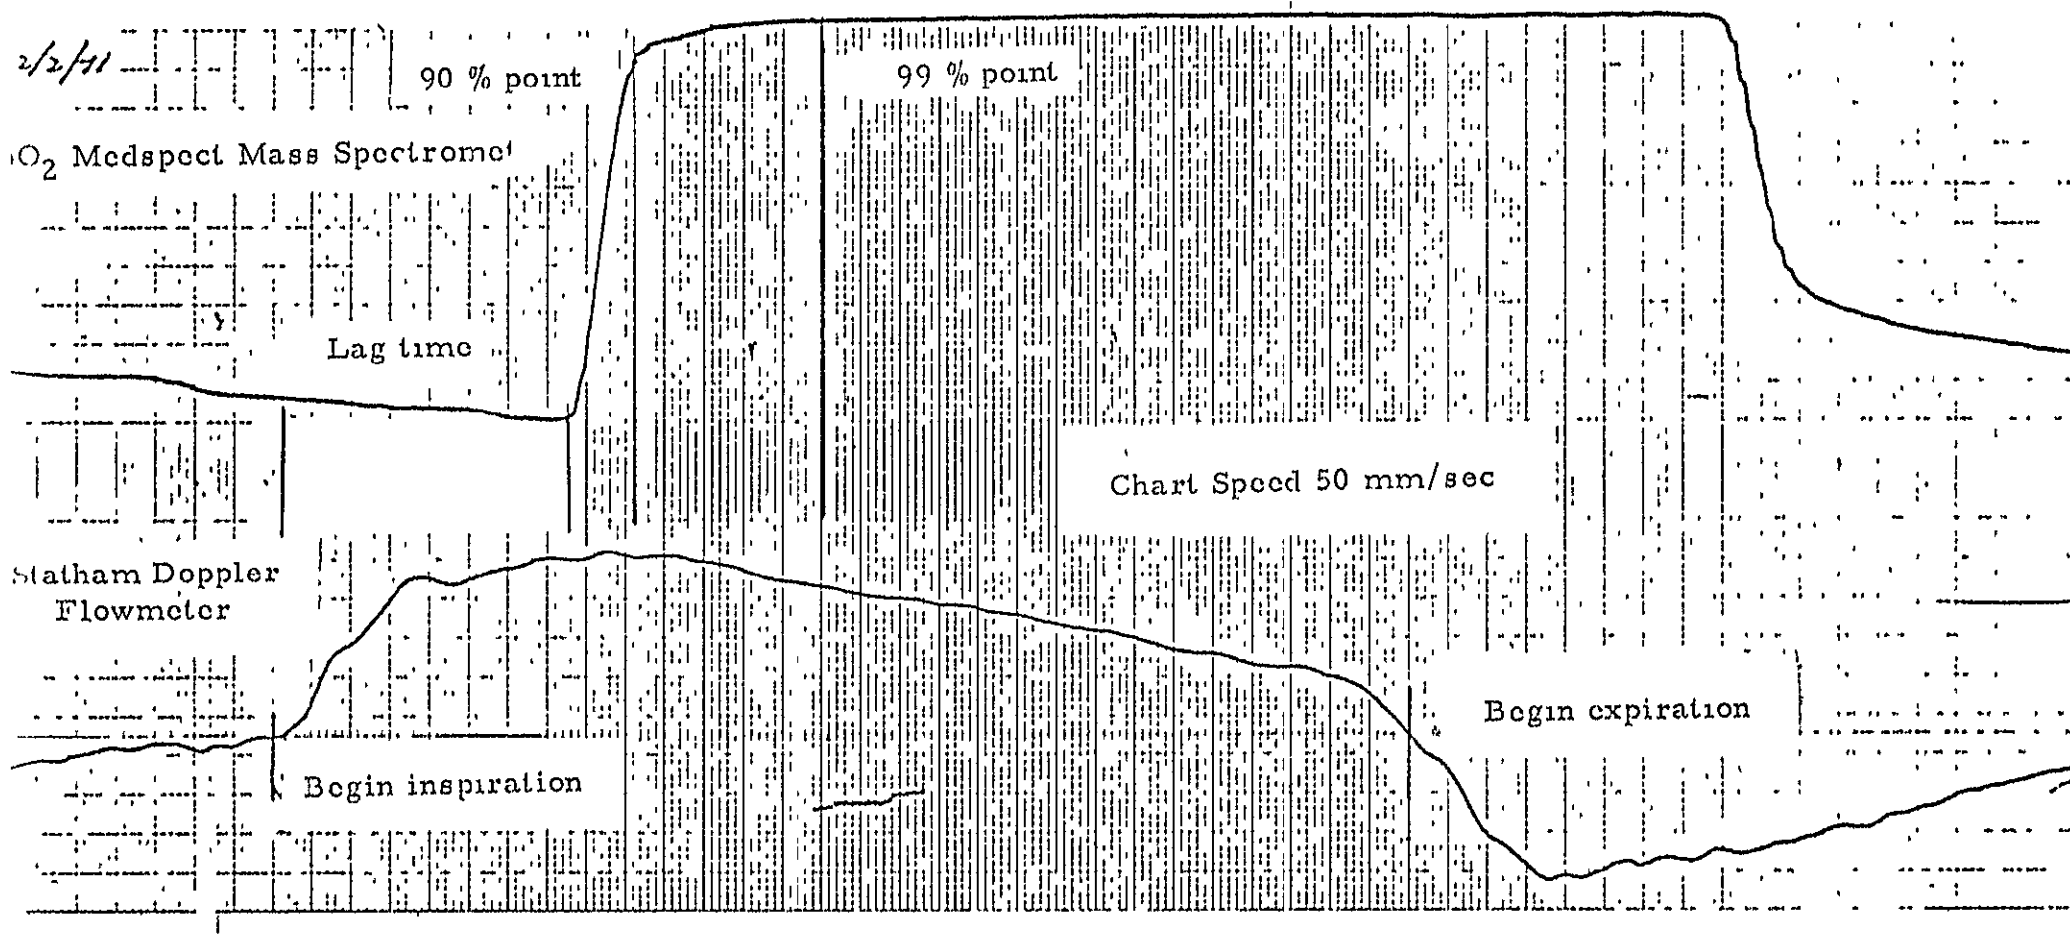 2/2/71
90 % point
99 % point
O₂ Medspect Mass Spectromet
Lag time
Chart Speed 50 mm/sec
Statham Doppler
Flowmeter
Begin expiration
Begin inspiration